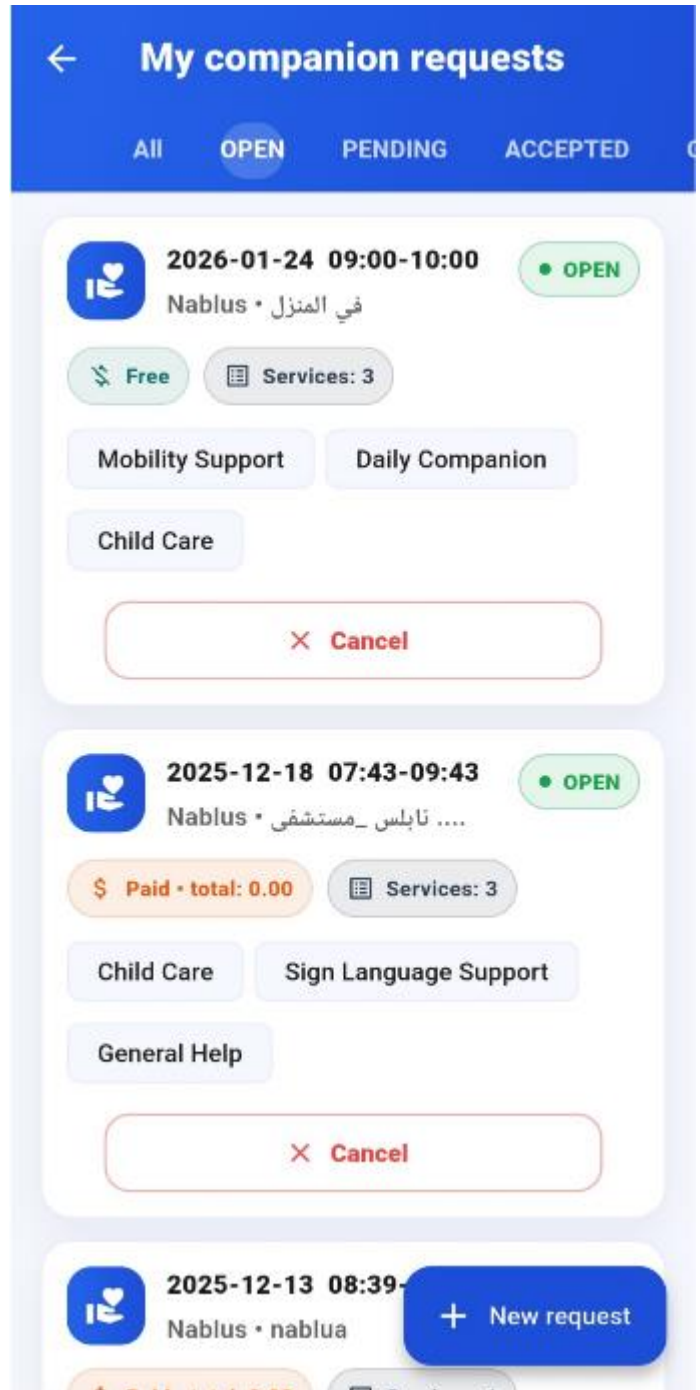 My companion requests
All OPEN PENDING ACCEPTED
2026-01-24 09:00-10:00 OPEN
Nablus • في المنزل
Free Services: 3
Mobility Support Daily Companion
Child Care
Cancel
2025-12-18 07:43-09:43 OPEN
Nablus • نابلس _مستشفى ....
$ Paid • total: 0.00 Services: 3
Child Care Sign Language Support
General Help
Cancel
2025-12-13 08:39-
Nablus • nablua
+ New request